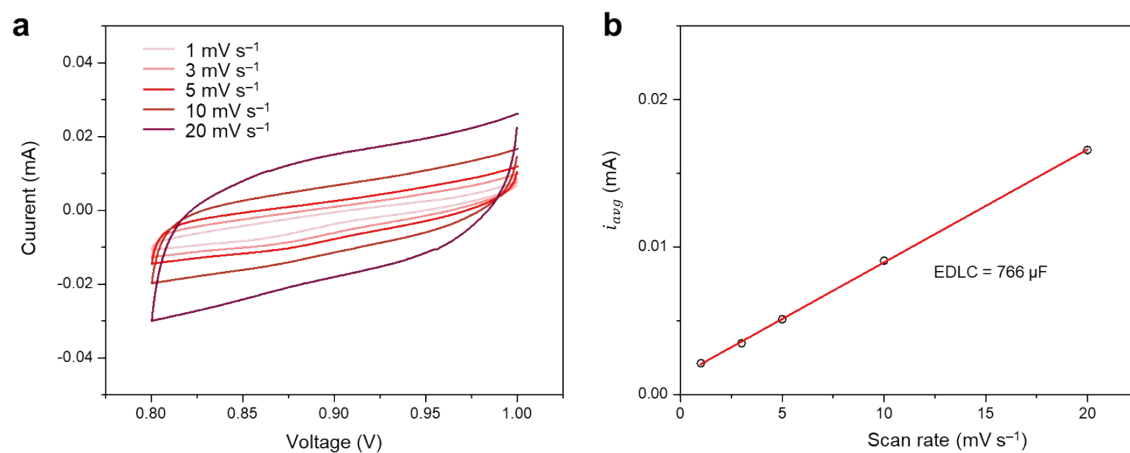 a
1 mV s⁻¹
3 mV s⁻¹
5 mV s⁻¹
10 mV s⁻¹
20 mV s⁻¹
0.04
0.02
0.00
-0.02
-0.04
Cuurent (mA)
0.80 0.85 0.90 0.95 1.00
Voltage (V)
b
0.02
0.01
0.00
i_avg (mA)
EDLC = 766 µF
0 5 10 15 20
Scan rate (mV s⁻¹)